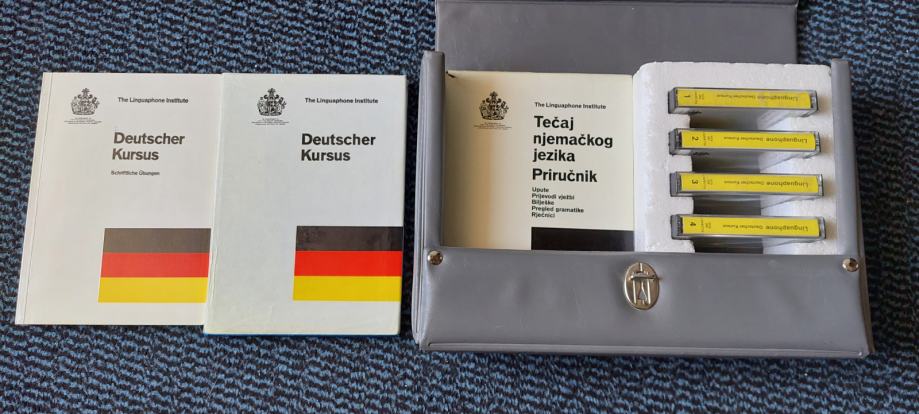 The Linguaphone Institute
Deutscher
Kursus
Schriftliche Übungen
The Linguaphone Institute
Deutscher
Kursus
The Linguaphone Institute
Tečaj
njemačkog
jezika
Priručnik
Upute
Prijevodi vježbi
Bilješke
Pregled gramatike
Rječnici
1 Linguaphone Deutscher Kursus
2 Linguaphone Deutscher Kursus
3 Linguaphone Deutscher Kursus
4 Linguaphone Deutscher Kursus